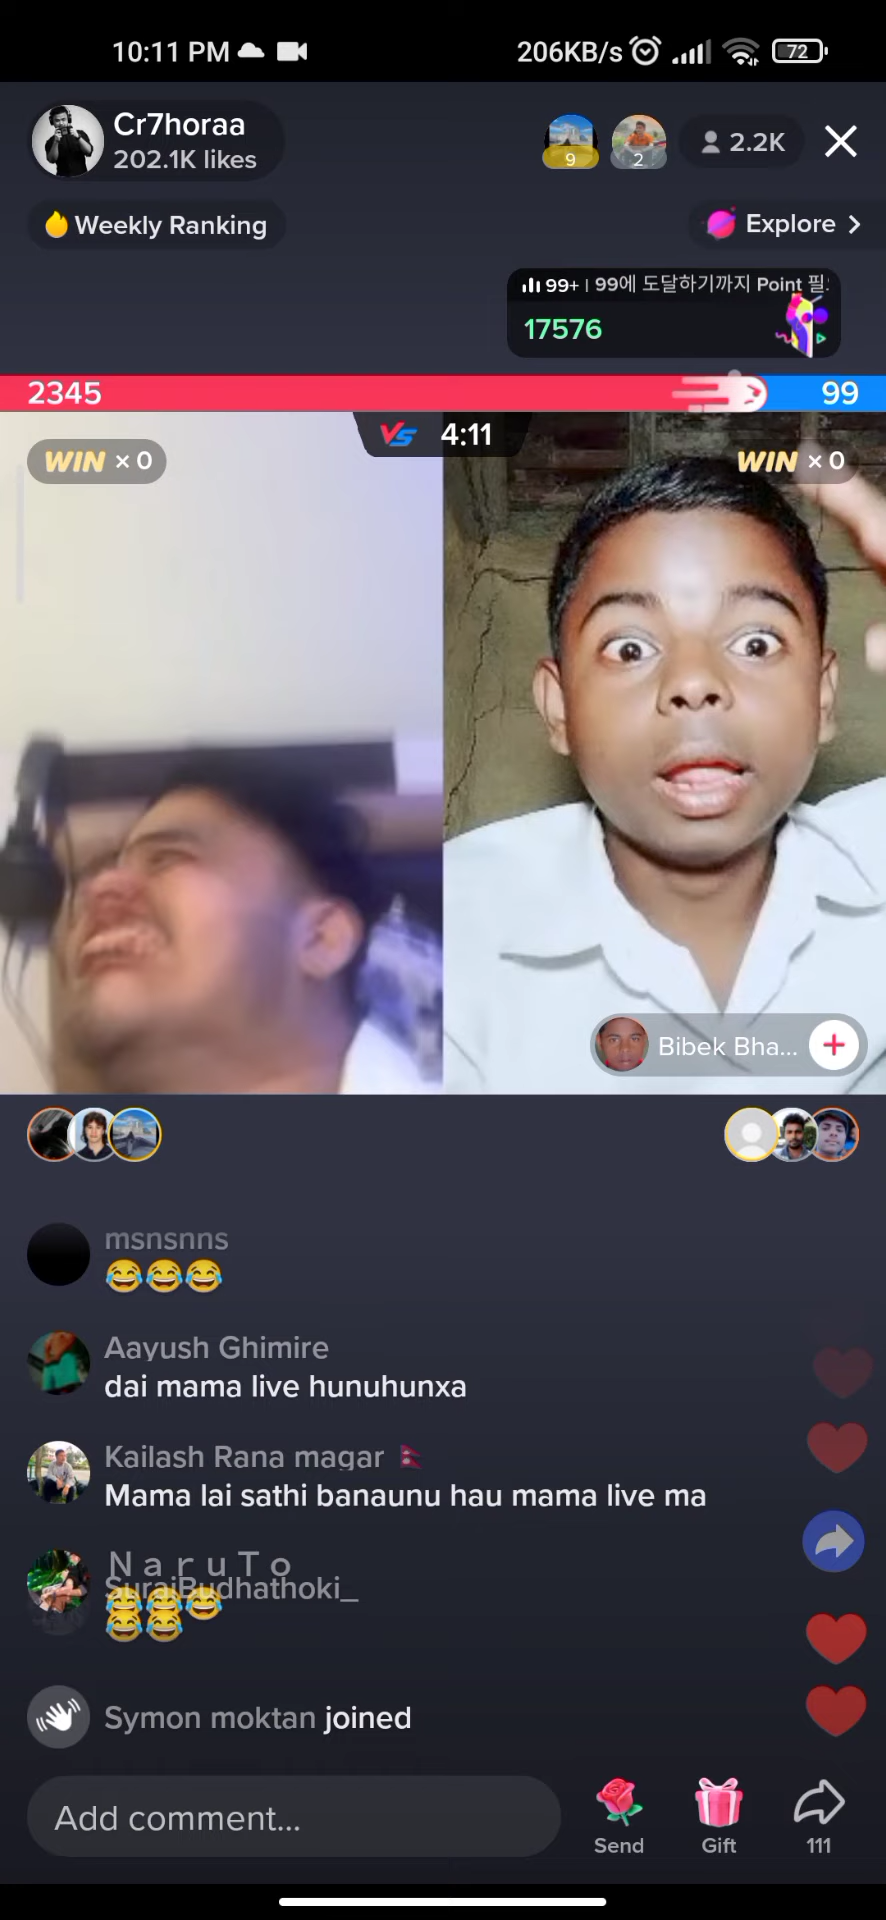 10:11 PM
206KB/s
72
Cr7horaa
202.1K likes
9
2
2.2K
Weekly Ranking
Explore
99+ | 99에 도달하기까지 Point
17576
2345
99
VS 4:11
WIN × 0
WIN × 0
Bibek Bha...
msnsnns
😂😂😂
Aayush Ghimire
dai mama live hunuhunxa
Kailash Rana magar 🇳🇵
Mama lai sathi banaunu hau mama live ma
N a r u T o
SurajBudhathoki_
Symon moktan joined
Add comment...
Send
Gift
111